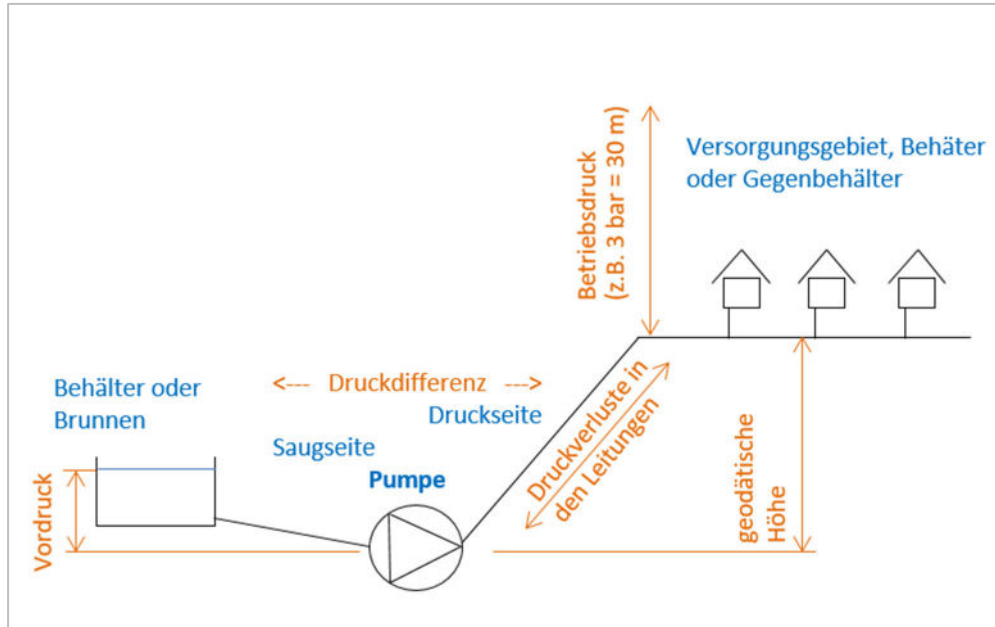 Betriebsdruck
(z.B. 3 bar = 30 m)
Versorgungsgebiet, Behäter
oder Gegenbehälter
Behälter oder
Brunnen
<--- Druckdifferenz --->
Druckseite
Saugseite
Pumpe
Druckverluste in
den Leitungen
geodätische
Höhe
Vordruck